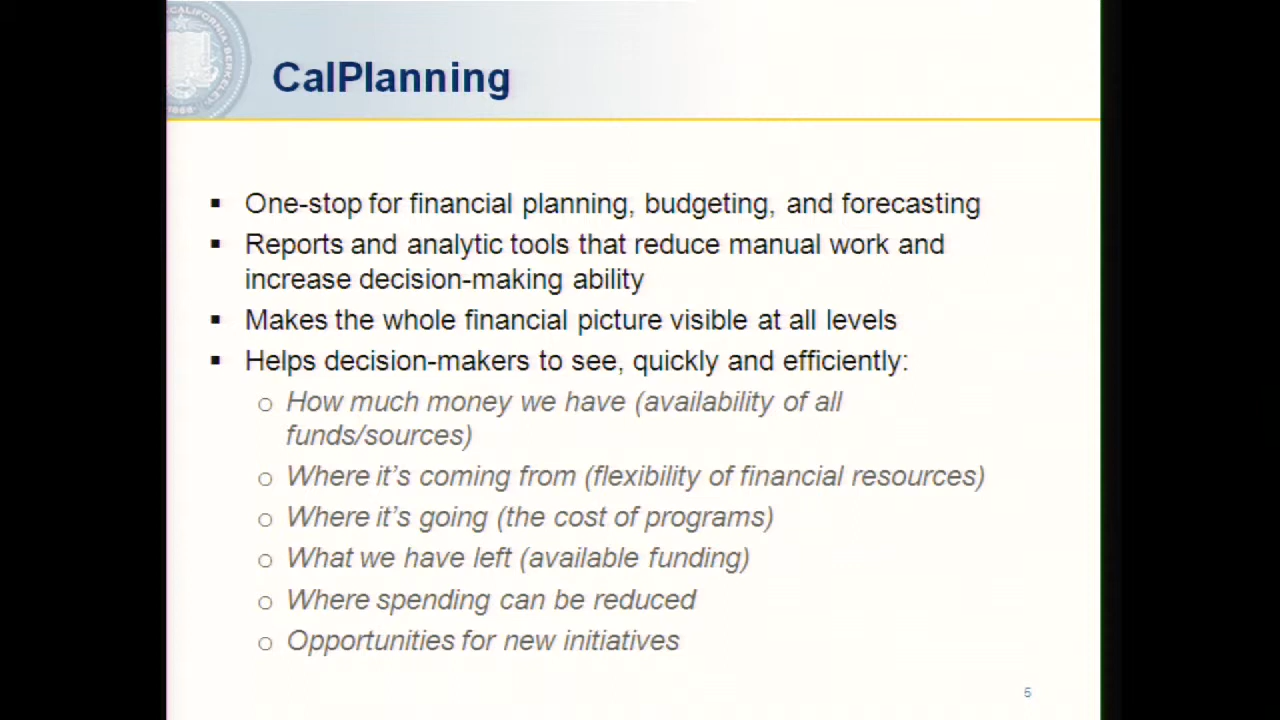 CALIFORNIA·BERKELEY·
1868
CalPlanning
▪ One-stop for financial planning, budgeting, and forecasting
▪ Reports and analytic tools that reduce manual work and
increase decision-making ability
▪ Makes the whole financial picture visible at all levels
▪ Helps decision-makers to see, quickly and efficiently:
o How much money we have (availability of all
funds/sources)
o Where it's coming from (flexibility of financial resources)
o Where it's going (the cost of programs)
o What we have left (available funding)
o Where spending can be reduced
o Opportunities for new initiatives
5